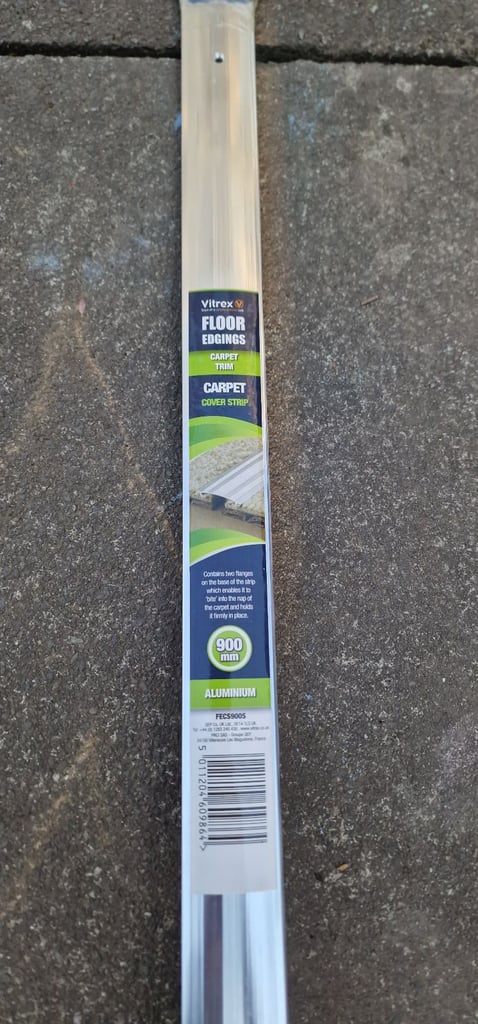 Vitrex
FLOOR
EDGINGS
CARPET
TRIM
CARPET
COVER STRIP
Contains two flanges
on the base of the strip
which enables it to
'bite' into the nap of
the carpet and holds
it firmly in place.
900
mm
ALUMINIUM
FECS900S
5 011204 609864 >